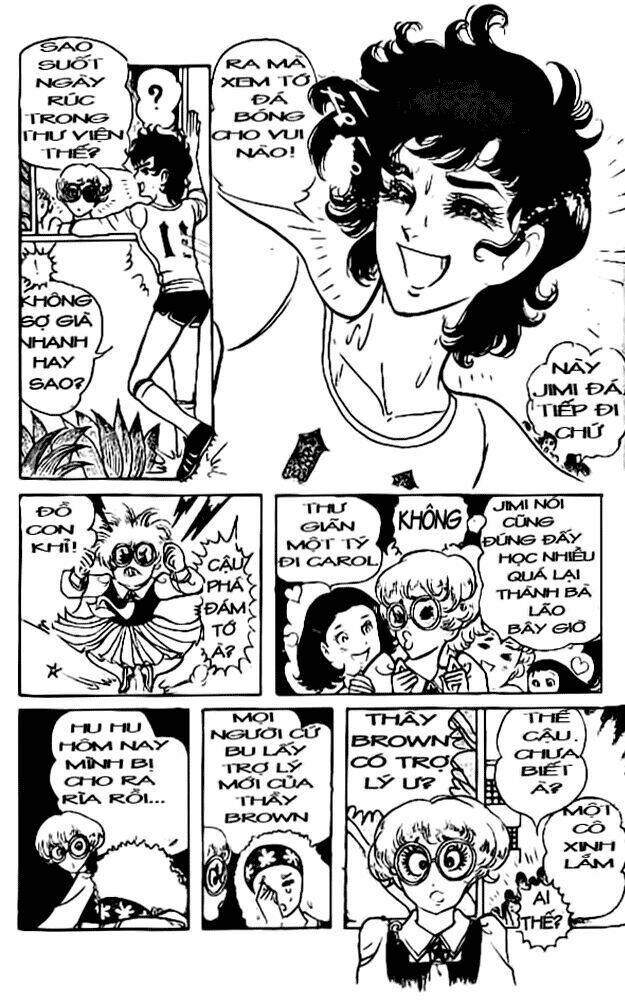 SAO
SUỐT
NGÀY
RÚC
TRONG
THƯ VIỆN
THẾ?
?
RA MÀ
XEM TỚ
ĐÁ
BÓNG
CHO VUI
NÀO!
KHÔNG
SỢ GIÀ
NHANH
HAY
SAO?
NÀY
JIMI ĐÁ
TIẾP ĐI
CHỨ
ĐỒ
CON
KHỈ!
CẬU
PHÁ
ĐÁM
TỚ
À?
THƯ
GIÃN
MỘT TÝ
ĐI CAROL
KHÔNG
JIMI NÓI
CŨNG
ĐÚNG ĐẤY
HỌC NHIỀU
QUÁ LẠI
THÀNH BÀ
LÃO
BÂY GIỜ
HU HU
HÔM NAY
MÌNH BỊ
CHO RA
RÌA RỒI...
MỌI
NGƯỜI CỨ
BU LẤY
TRỢ LÝ
MỚI CỦA
THẦY
BROWN
THẦY
BROWN
CÓ TRỢ
LÝ Ư?
THẾ
CẬU
CHƯA
BIẾT
À?
MỘT
CÔ
XINH
LẮM
AI
THẾ?